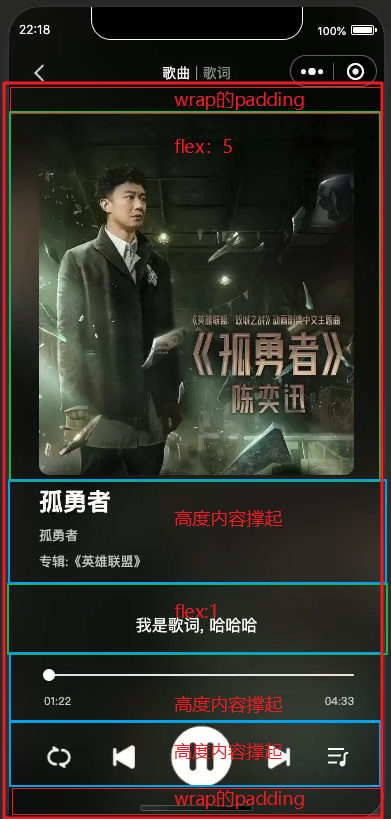 22:18
100%
歌曲 | 歌词
wrap的padding
flex：5
《英雄联盟：双城之战》动画剧集中文主题曲
《孤勇者》
陈奕迅
孤勇者
孤勇者
高度内容撑起
专辑:《英雄联盟》
flex:1
我是歌词, 哈哈哈
01:22
高度内容撑起
04:33
高度内容撑起
wrap的padding